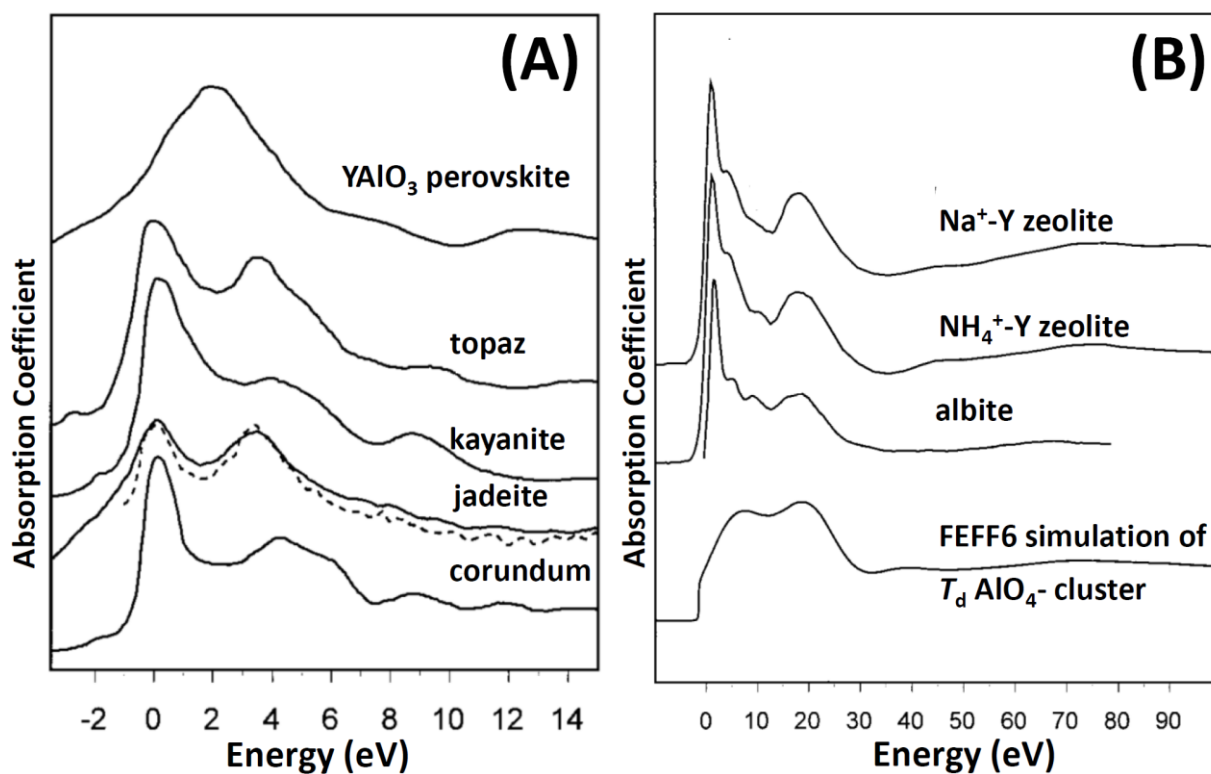 (A)
YAlO₃ perovskite
topaz
kayanite
jadeite
corundum
Absorption Coefficient
-2 0 2 4 6 8 10 12 14
Energy (eV)
(B)
Na⁺-Y zeolite
NH₄⁺-Y zeolite
albite
FEFF6 simulation of
Td AlO₄- cluster
Absorption Coefficient
0 10 20 30 40 50 60 70 80 90
Energy (eV)